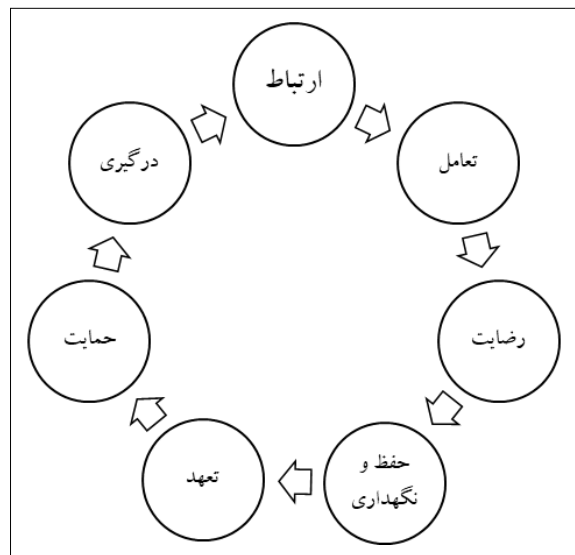 ارتباط
تعامل
رضایت
حفظ و
نگهداری
تعهد
حمایت
درگیری